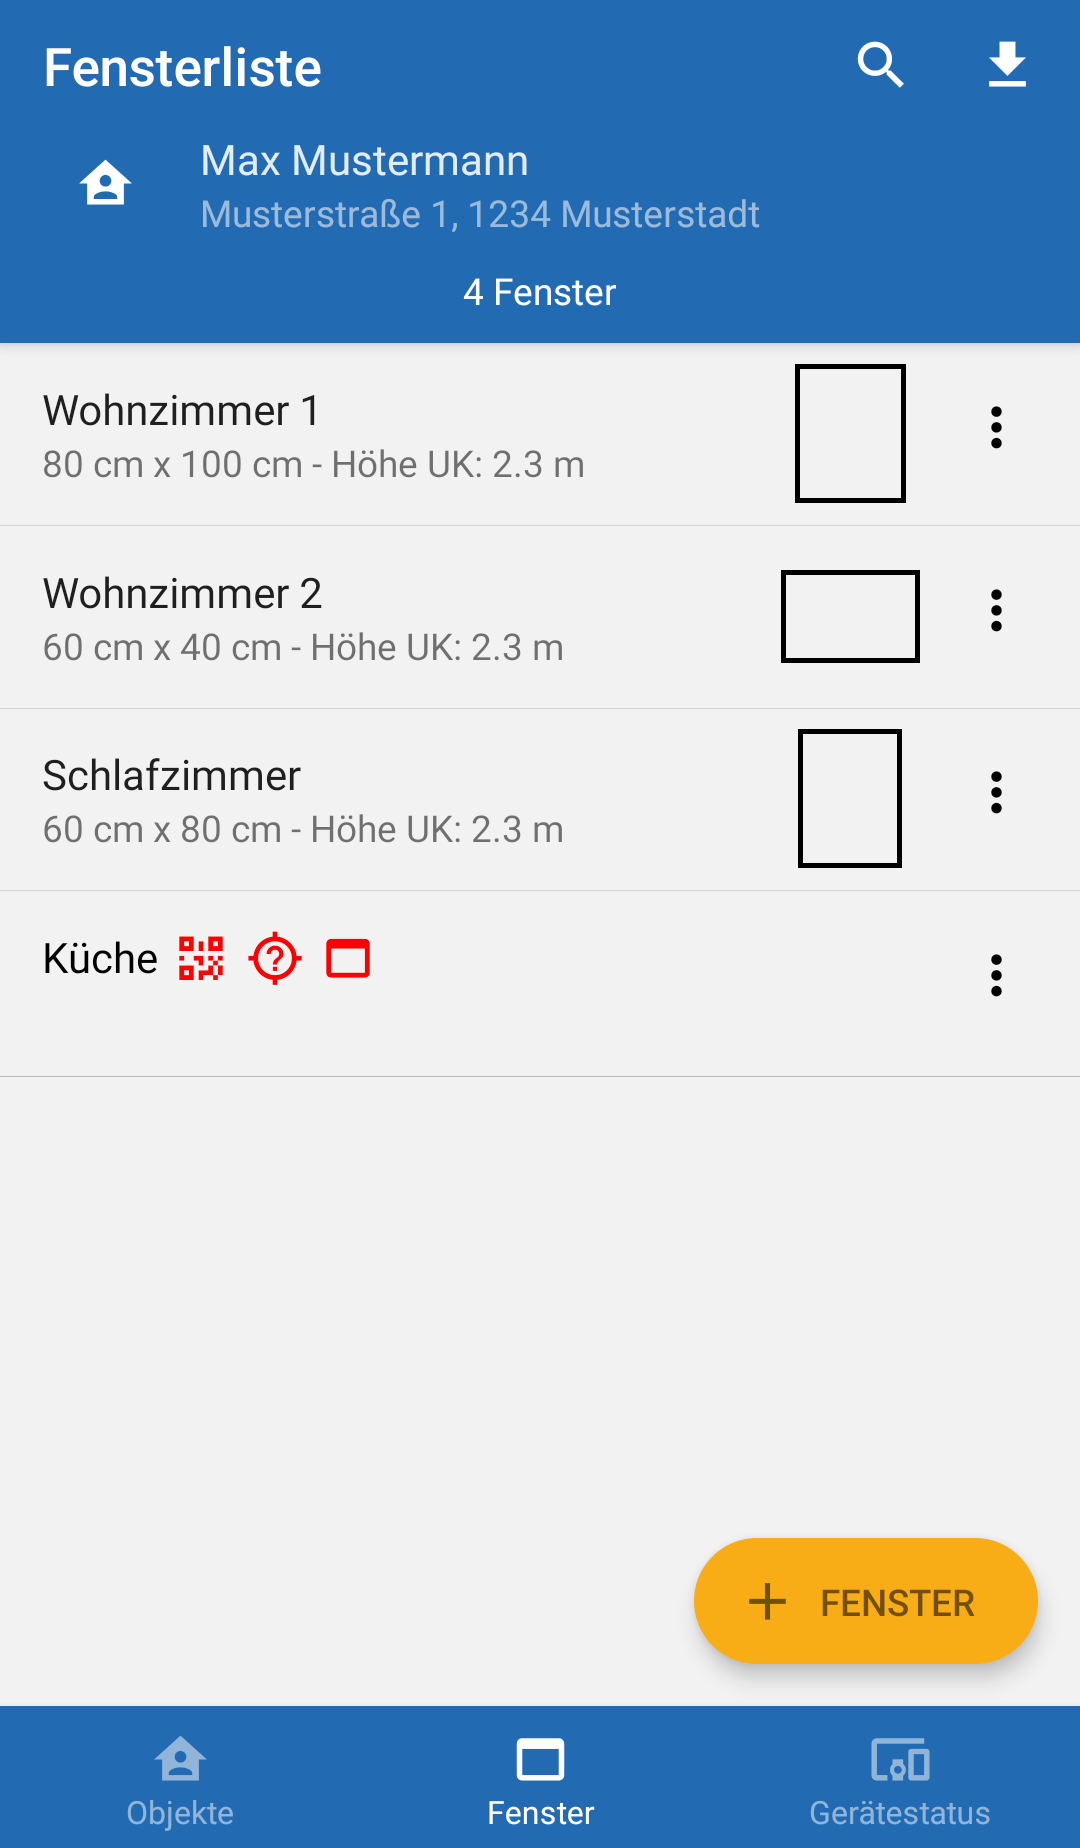 Fensterliste
Max Mustermann
Musterstraße 1, 1234 Musterstadt
4 Fenster
Wohnzimmer 1
80 cm x 100 cm - Höhe UK: 2.3 m
Wohnzimmer 2
60 cm x 40 cm - Höhe UK: 2.3 m
Schlafzimmer
60 cm x 80 cm - Höhe UK: 2.3 m
Küche
FENSTER
Objekte
Fenster
Gerätestatus